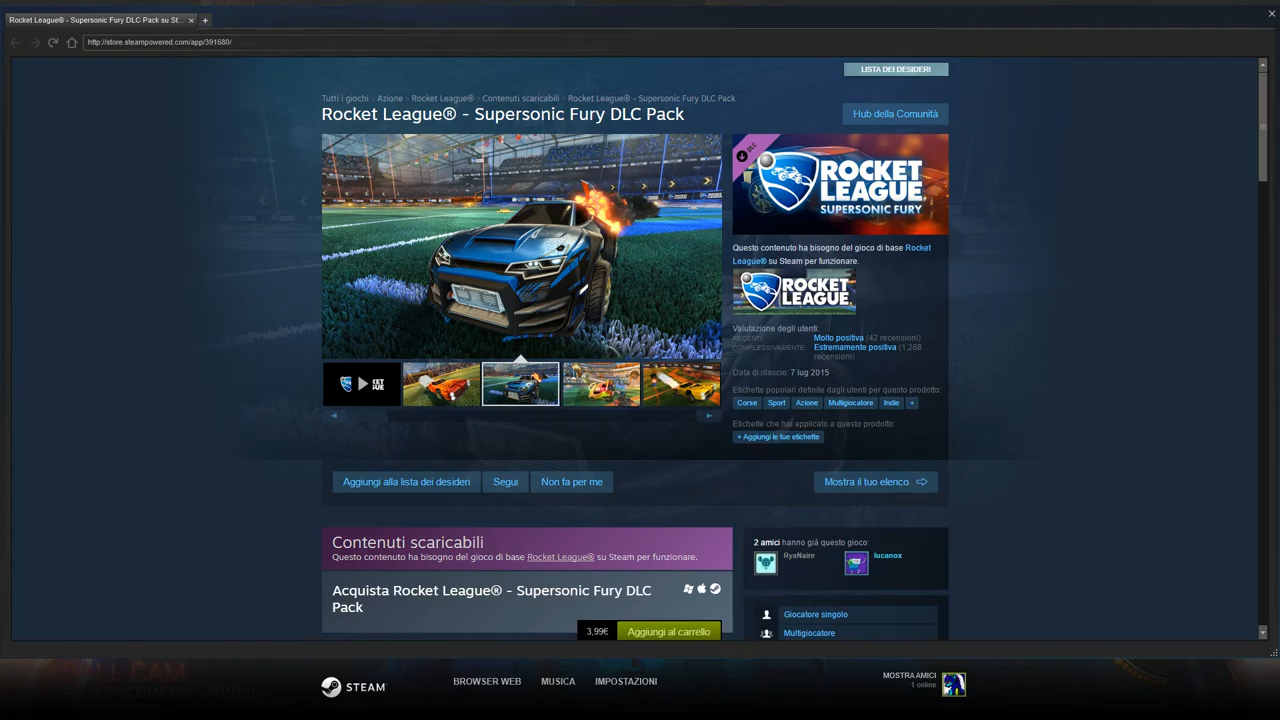 Rocket League® - Supersonic Fury DLC Pack su St...
http://store.steampowered.com/app/391680/
LISTA DEI DESIDERI
Tutti i giochi > Azione > Rocket League® > Contenuti scaricabili > Rocket League® - Supersonic Fury DLC Pack
Rocket League® - Supersonic Fury DLC Pack
Hub della Comunità
DLC
ROCKET
LEAGUE
SUPERSONIC FURY
Questo contenuto ha bisogno del gioco di base Rocket
League® su Steam per funzionare.
ROCKET
LEAGUE
Valutazione degli utenti:
RECENTI: Molto positiva (42 recensioni)
COMPLESSIVAMENTE: Estremamente positiva (1,268
recensioni)
Data di rilascio: 7 lug 2015
Etichette popolari definite dagli utenti per questo prodotto:
Corse Sport Azione Multigiocatore Indie +
Etichette che hai applicato a questo prodotto:
+ Aggiungi le tue etichette
Aggiungi alla lista dei desideri Segui Non fa per me Mostra il tuo elenco
Contenuti scaricabili
Questo contenuto ha bisogno del gioco di base Rocket League® su Steam per funzionare.
Acquista Rocket League® - Supersonic Fury DLC
Pack
3,99€ Aggiungi al carrello
2 amici hanno già questo gioco:
RyaNaire lucanox
Giocatore singolo
Multigiocatore
STEAM
BROWSER WEB MUSICA IMPOSTAZIONI
MOSTRA AMICI
1 online